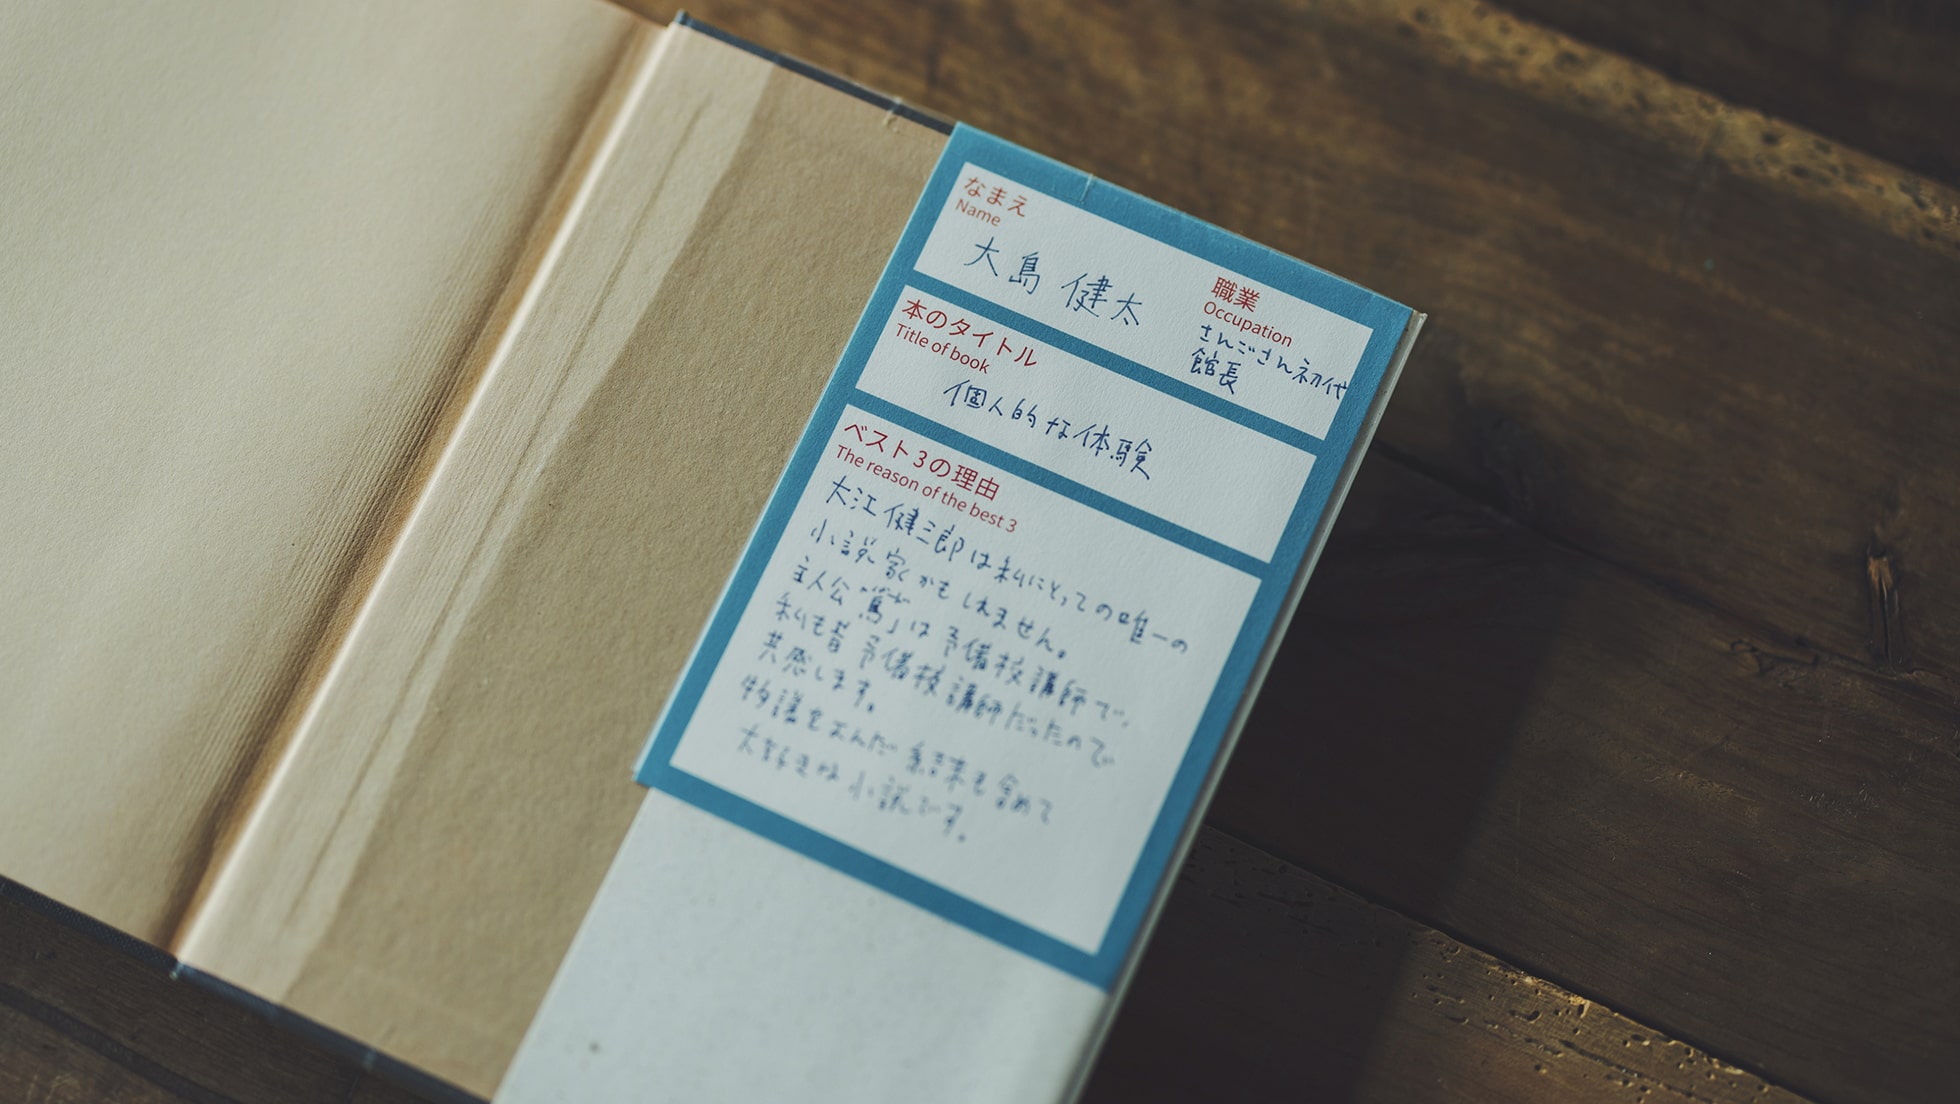 なまえ
Name
大島 健太
職業
Occupation
さんごさん初代
館長
本のタイトル
Title of book
個人的な体験
ベスト3の理由
The reason of the best 3
大江健三郎は私にとっての唯一の
小説家かもしれません。
主人公"鳥"は予備校講師で、
私も昔予備校講師だったので
共感します。
物議を互んだ結末も含めて
大好きな小説です。